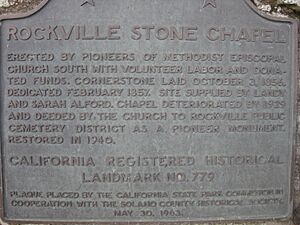 ROCKVILLE STONE CHAPEL
ERECTED BY PIONEERS OF METHODIST EPISCOPAL
CHURCH SOUTH WITH VOLUNTEER LABOR AND DONA-
TED FUNDS. CORNERSTONE LAID OCTOBER 3, 1856.
DEDICATED FEBRUARY 1857. SITE SUPPLIED BY LANDY
AND SARAH ALFORD. CHAPEL DETERIORATED BY 1929
AND DEEDED BY THE CHURCH TO ROCKVILLE PUBLIC
CEMETERY DISTRICT AS A PIONEER MONUMENT.
RESTORED IN 1940.
CALIFORNIA REGISTERED HISTORICAL
LANDMARK NO. 779
PLAQUE PLACED BY THE CALIFORNIA STATE PARK COMMISSION IN
COOPERATION WITH THE SOLANO COUNTY HISTORICAL SOCIETY,
MAY 30, 1963.